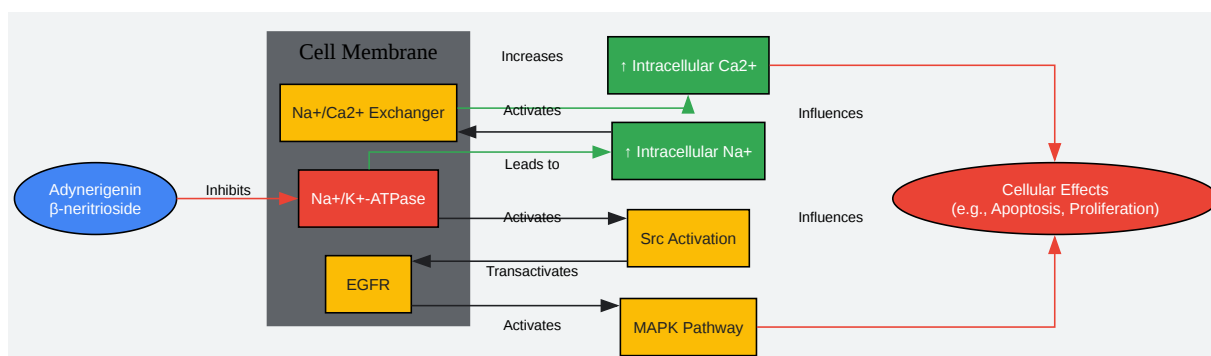 Cell Membrane
Increases
↑ Intracellular Ca2+
Na+/Ca2+ Exchanger
Activates
Influences
↑ Intracellular Na+
Leads to
Adynerigenin
β-neritrioside
Inhibits
Na+/K+-ATPase
Cellular Effects
(e.g., Apoptosis, Proliferation)
Activates
Influences
Src Activation
Transactivates
EGFR
Activates
MAPK Pathway